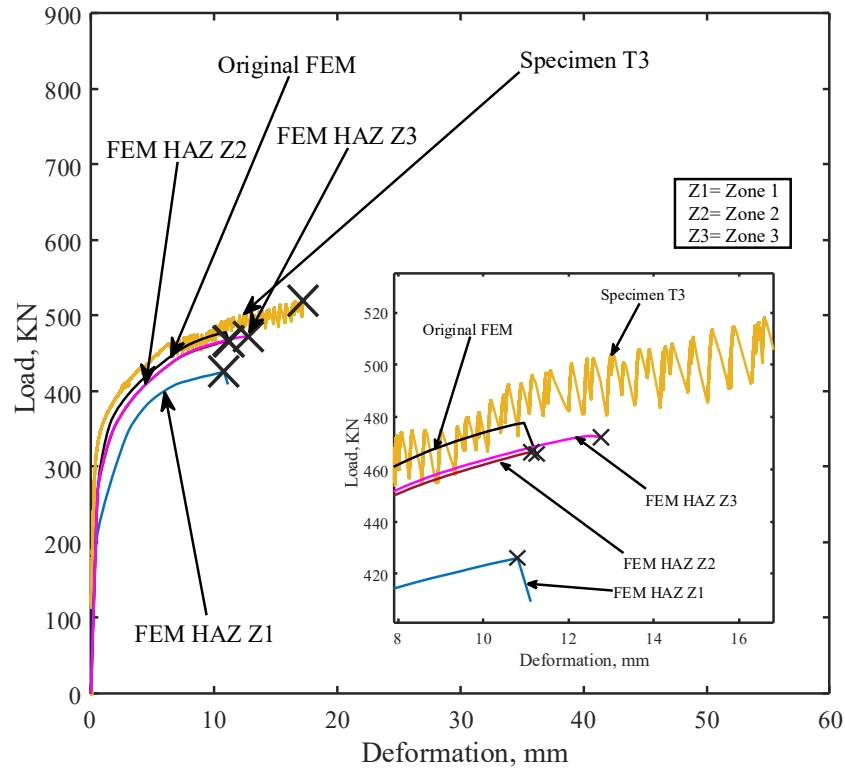 900
800
700
600
500
400
300
200
100
0
Load, KN
Original FEM
Specimen T3
FEM HAZ Z2
FEM HAZ Z3
FEM HAZ Z1
Z1= Zone 1
Z2= Zone 2
Z3= Zone 3
520
500
480
460
440
420
Load, KN
Specimen T3
Original FEM
FEM HAZ Z3
FEM HAZ Z2
FEM HAZ Z1
8 10 12 14 16
Deformation, mm
0 10 20 30 40 50 60
Deformation, mm